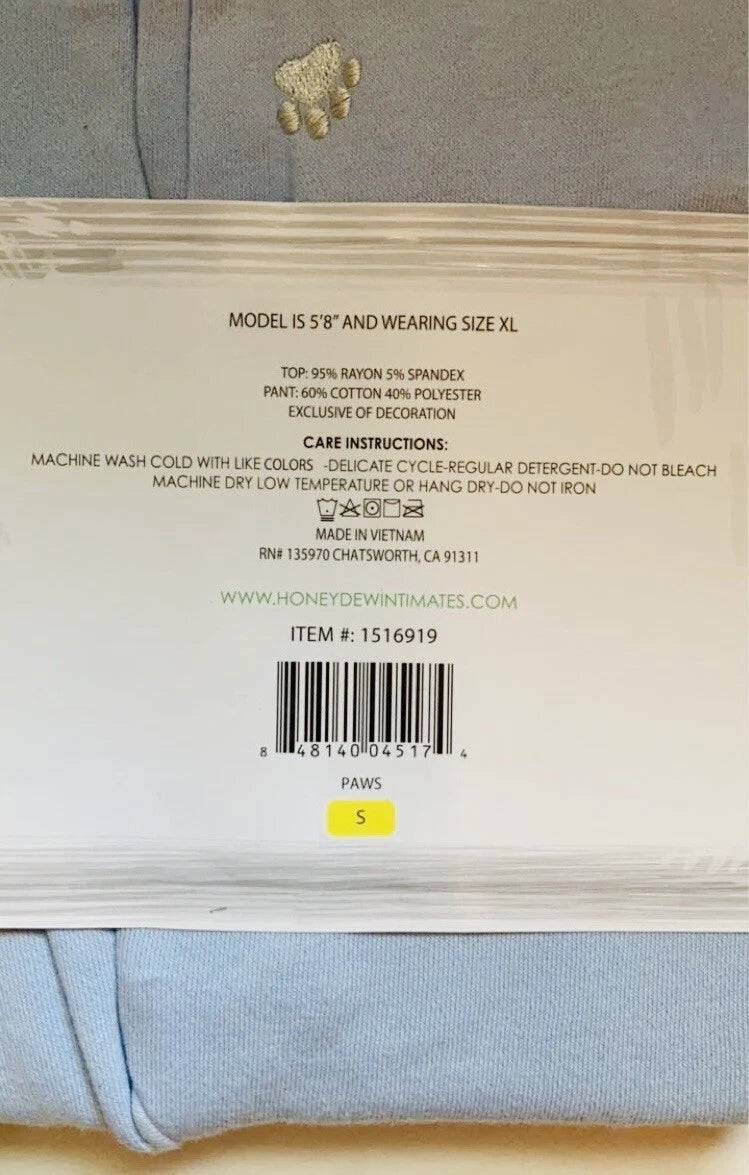 MODEL IS 5'8" AND WEARING SIZE XL
TOP: 95% RAYON 5% SPANDEX
PANT: 60% COTTON 40% POLYESTER
EXCLUSIVE OF DECORATION
CARE INSTRUCTIONS:
MACHINE WASH COLD WITH LIKE COLORS -DELICATE CYCLE-REGULAR DETERGENT-DO NOT BLEACH
MACHINE DRY LOW TEMPERATURE OR HANG DRY-DO NOT IRON
MADE IN VIETNAM
RN# 135970 CHATSWORTH, CA 91311
WWW.HONEYDEWINTIMATES.COM
ITEM #: 1516919
8 48140 04517 4
PAWS
S